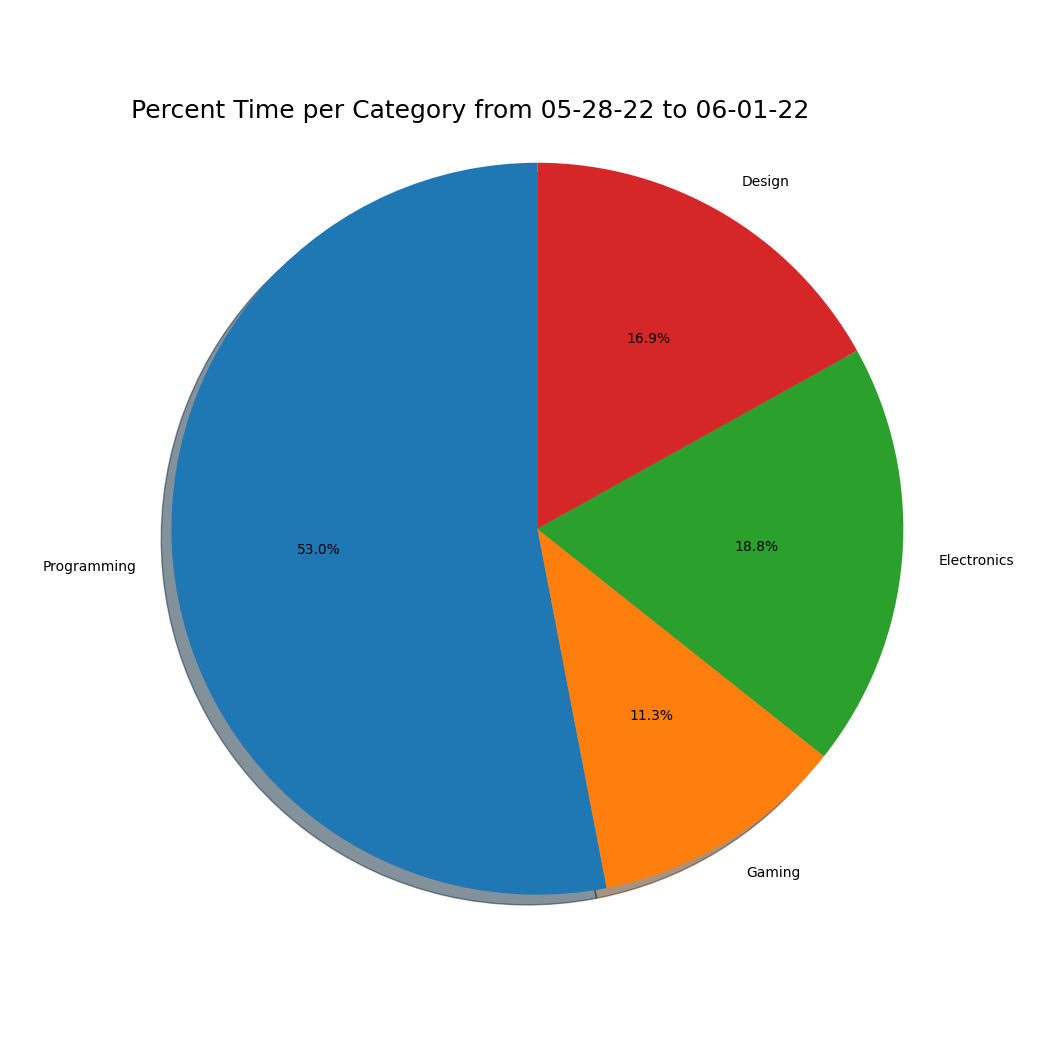 Percent Time per Category from 05-28-22 to 06-01-22
Design
16.9%
53.0%
18.8%
Programming
Electronics
11.3%
Gaming